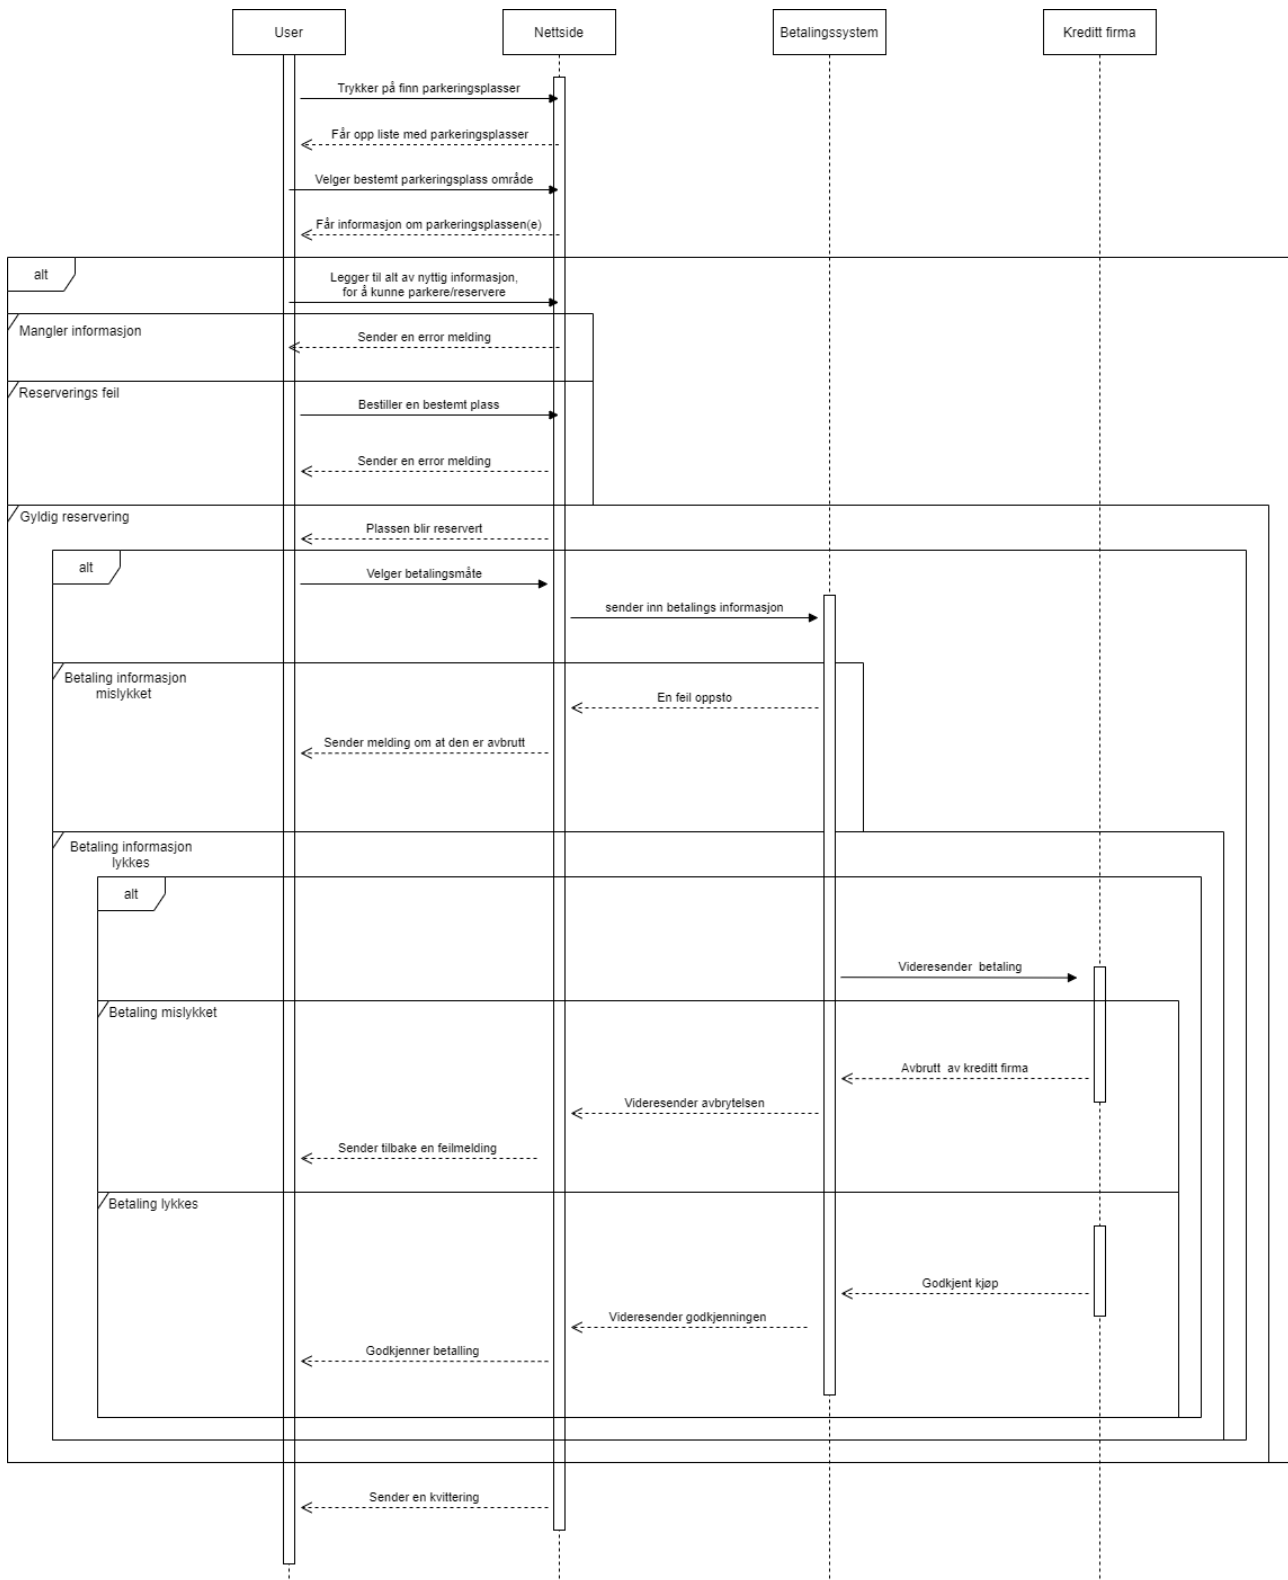 User
Nettside
Betalingssystem
Kreditt firma
Trykker på finn parkeringsplasser
Får opp liste med parkeringsplasser
Velger bestemt parkeringsplass område
Får informasjon om parkeringsplassen(e)
alt
Legger til alt av nyttig informasjon,
for å kunne parkere/reservere
Mangler informasjon
Sender en error melding
Reserverings feil
Bestiller en bestemt plass
Sender en error melding
Gyldig reservering
Plassen blir reservert
alt
Velger betalingsmåte
sender inn betalings informasjon
Betaling informasjon
mislykket
En feil oppsto
Sender melding om at den er avbrutt
Betaling informasjon
lykkes
alt
Videresender  betaling
Betaling mislykket
Avbrutt  av kreditt firma
Videresender avbrytelsen
Sender tilbake en feilmelding
Betaling lykkes
Godkjent kjøp
Videresender godkjenningen
Godkjenner betalling
Sender en kvittering